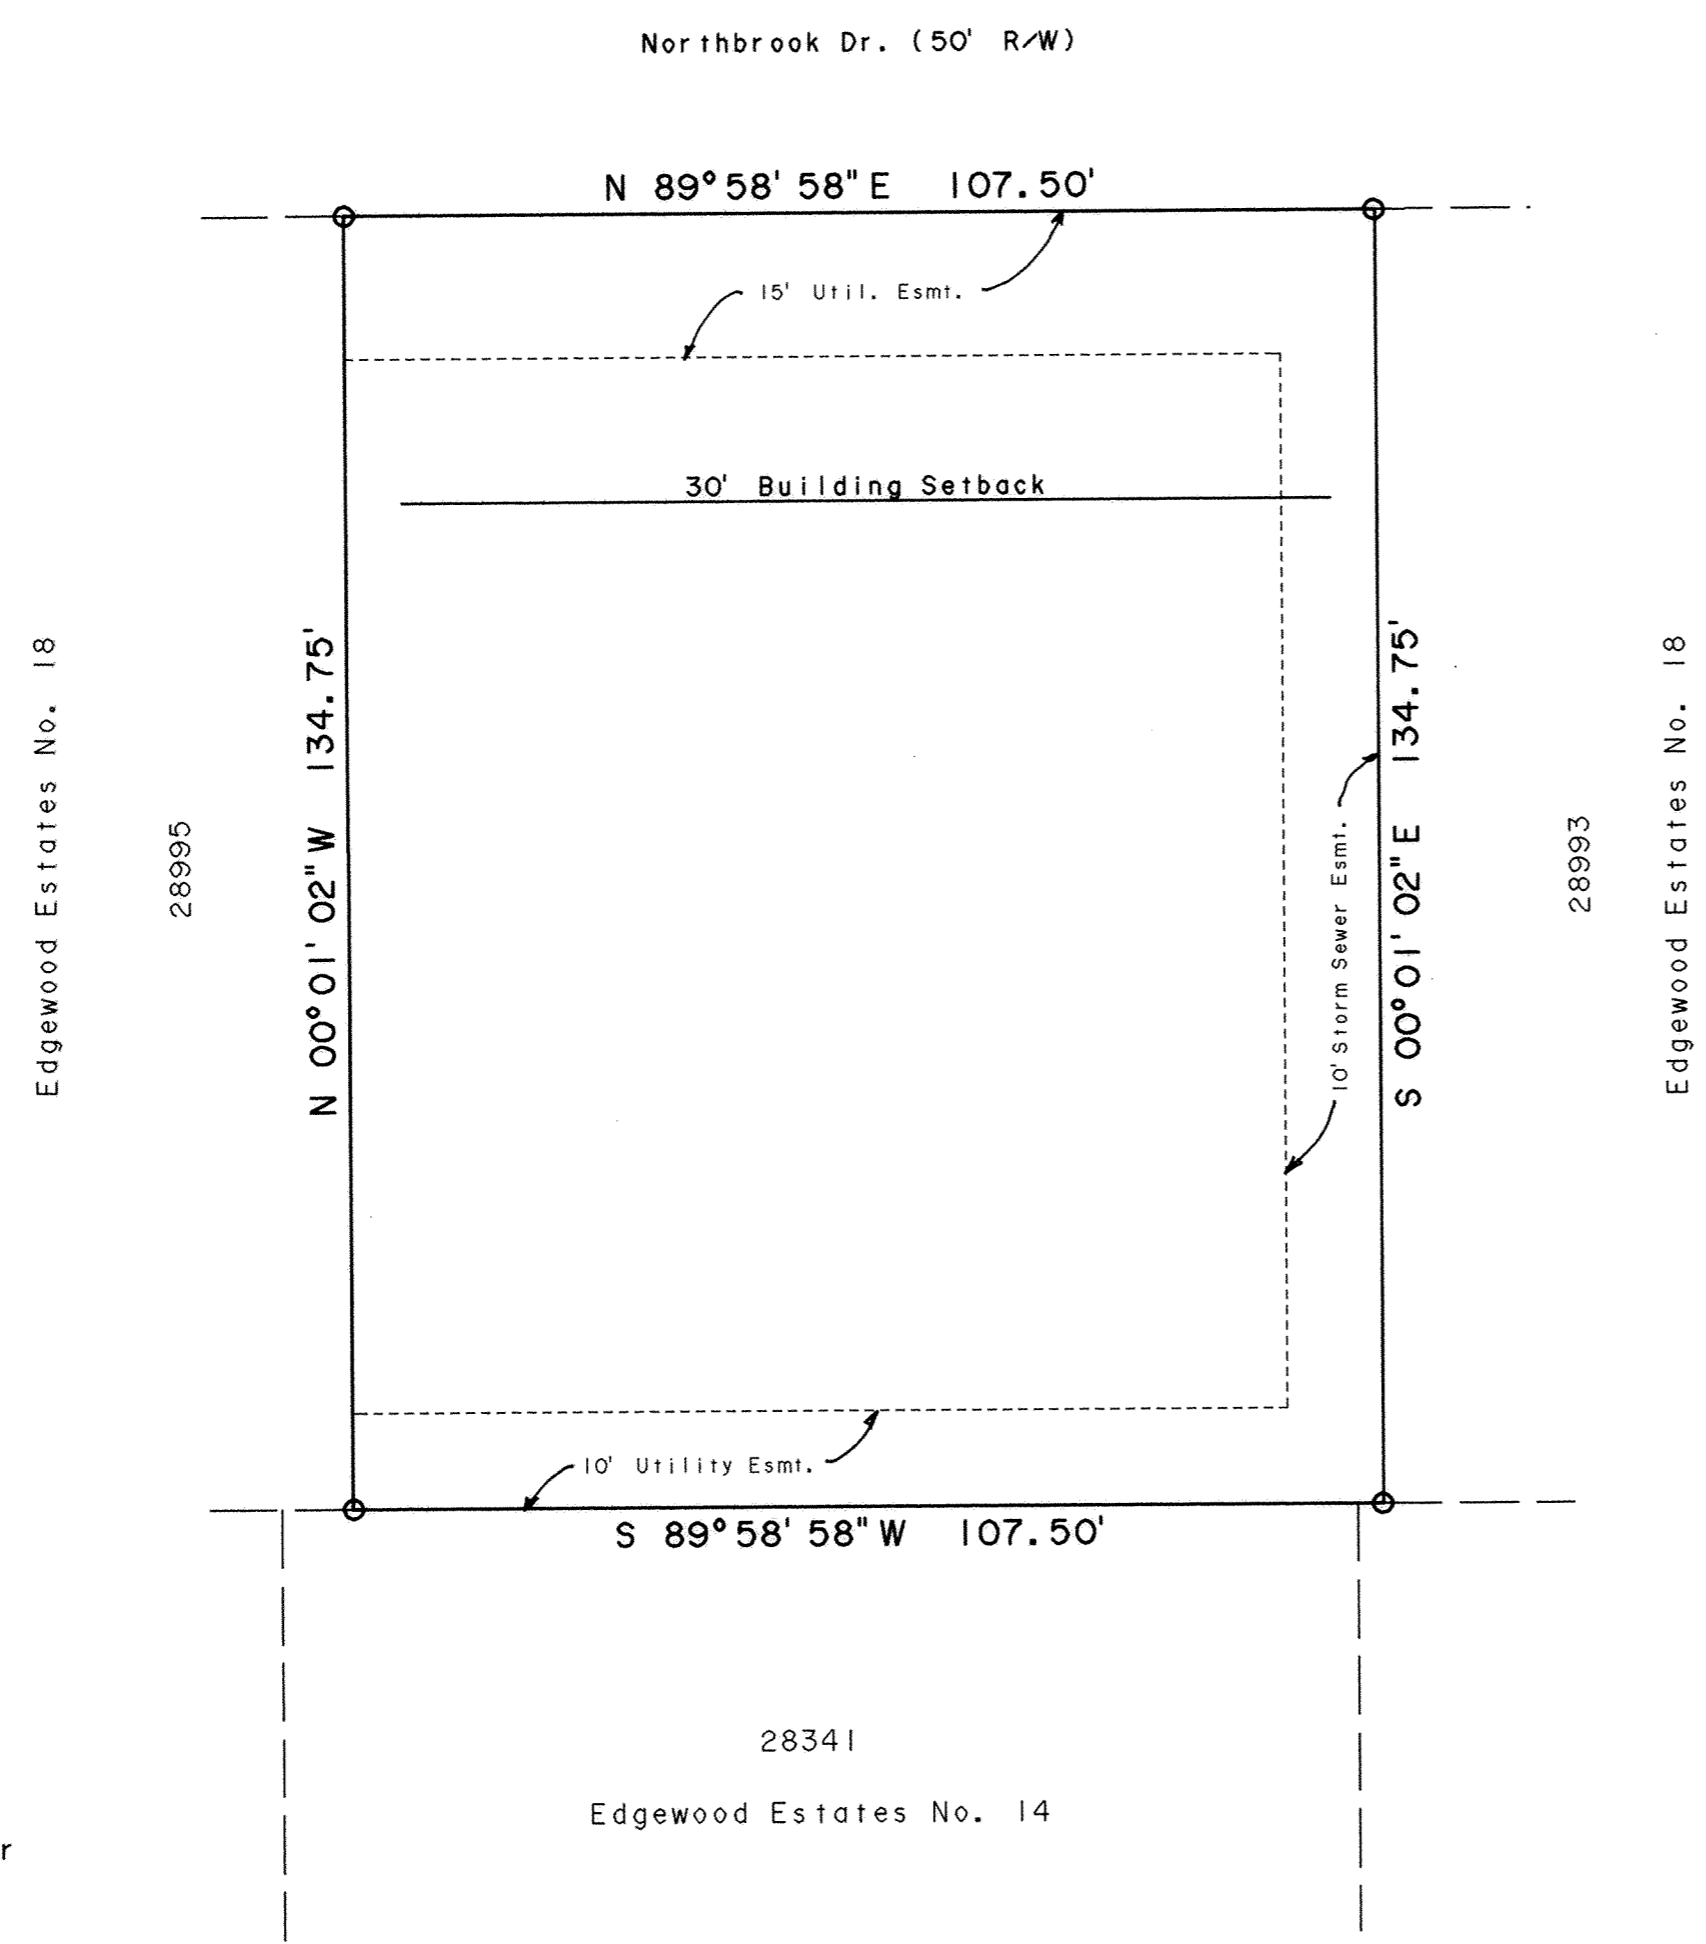 Northbrook Dr. (50' R/W)
N 89°58'58"E 107.50'
15' Util. Esmt.
30' Building Setback
Edgewood Estates No. 18
28995
N 00°01'02"W 134.75'
10' Storm Sewer Esmt.
S 00°01'02"E 134.75'
28993
Edgewood Estates No. 18
10' Utility Esmt.
S 89°58'58"W 107.50'
28341
Edgewood Estates No. 14
r